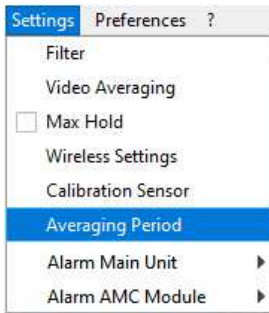 Settings Preferences ?
Filter
Video Averaging
Max Hold
Wireless Settings
Calibration Sensor
Averaging Period
Alarm Main Unit
Alarm AMC Module